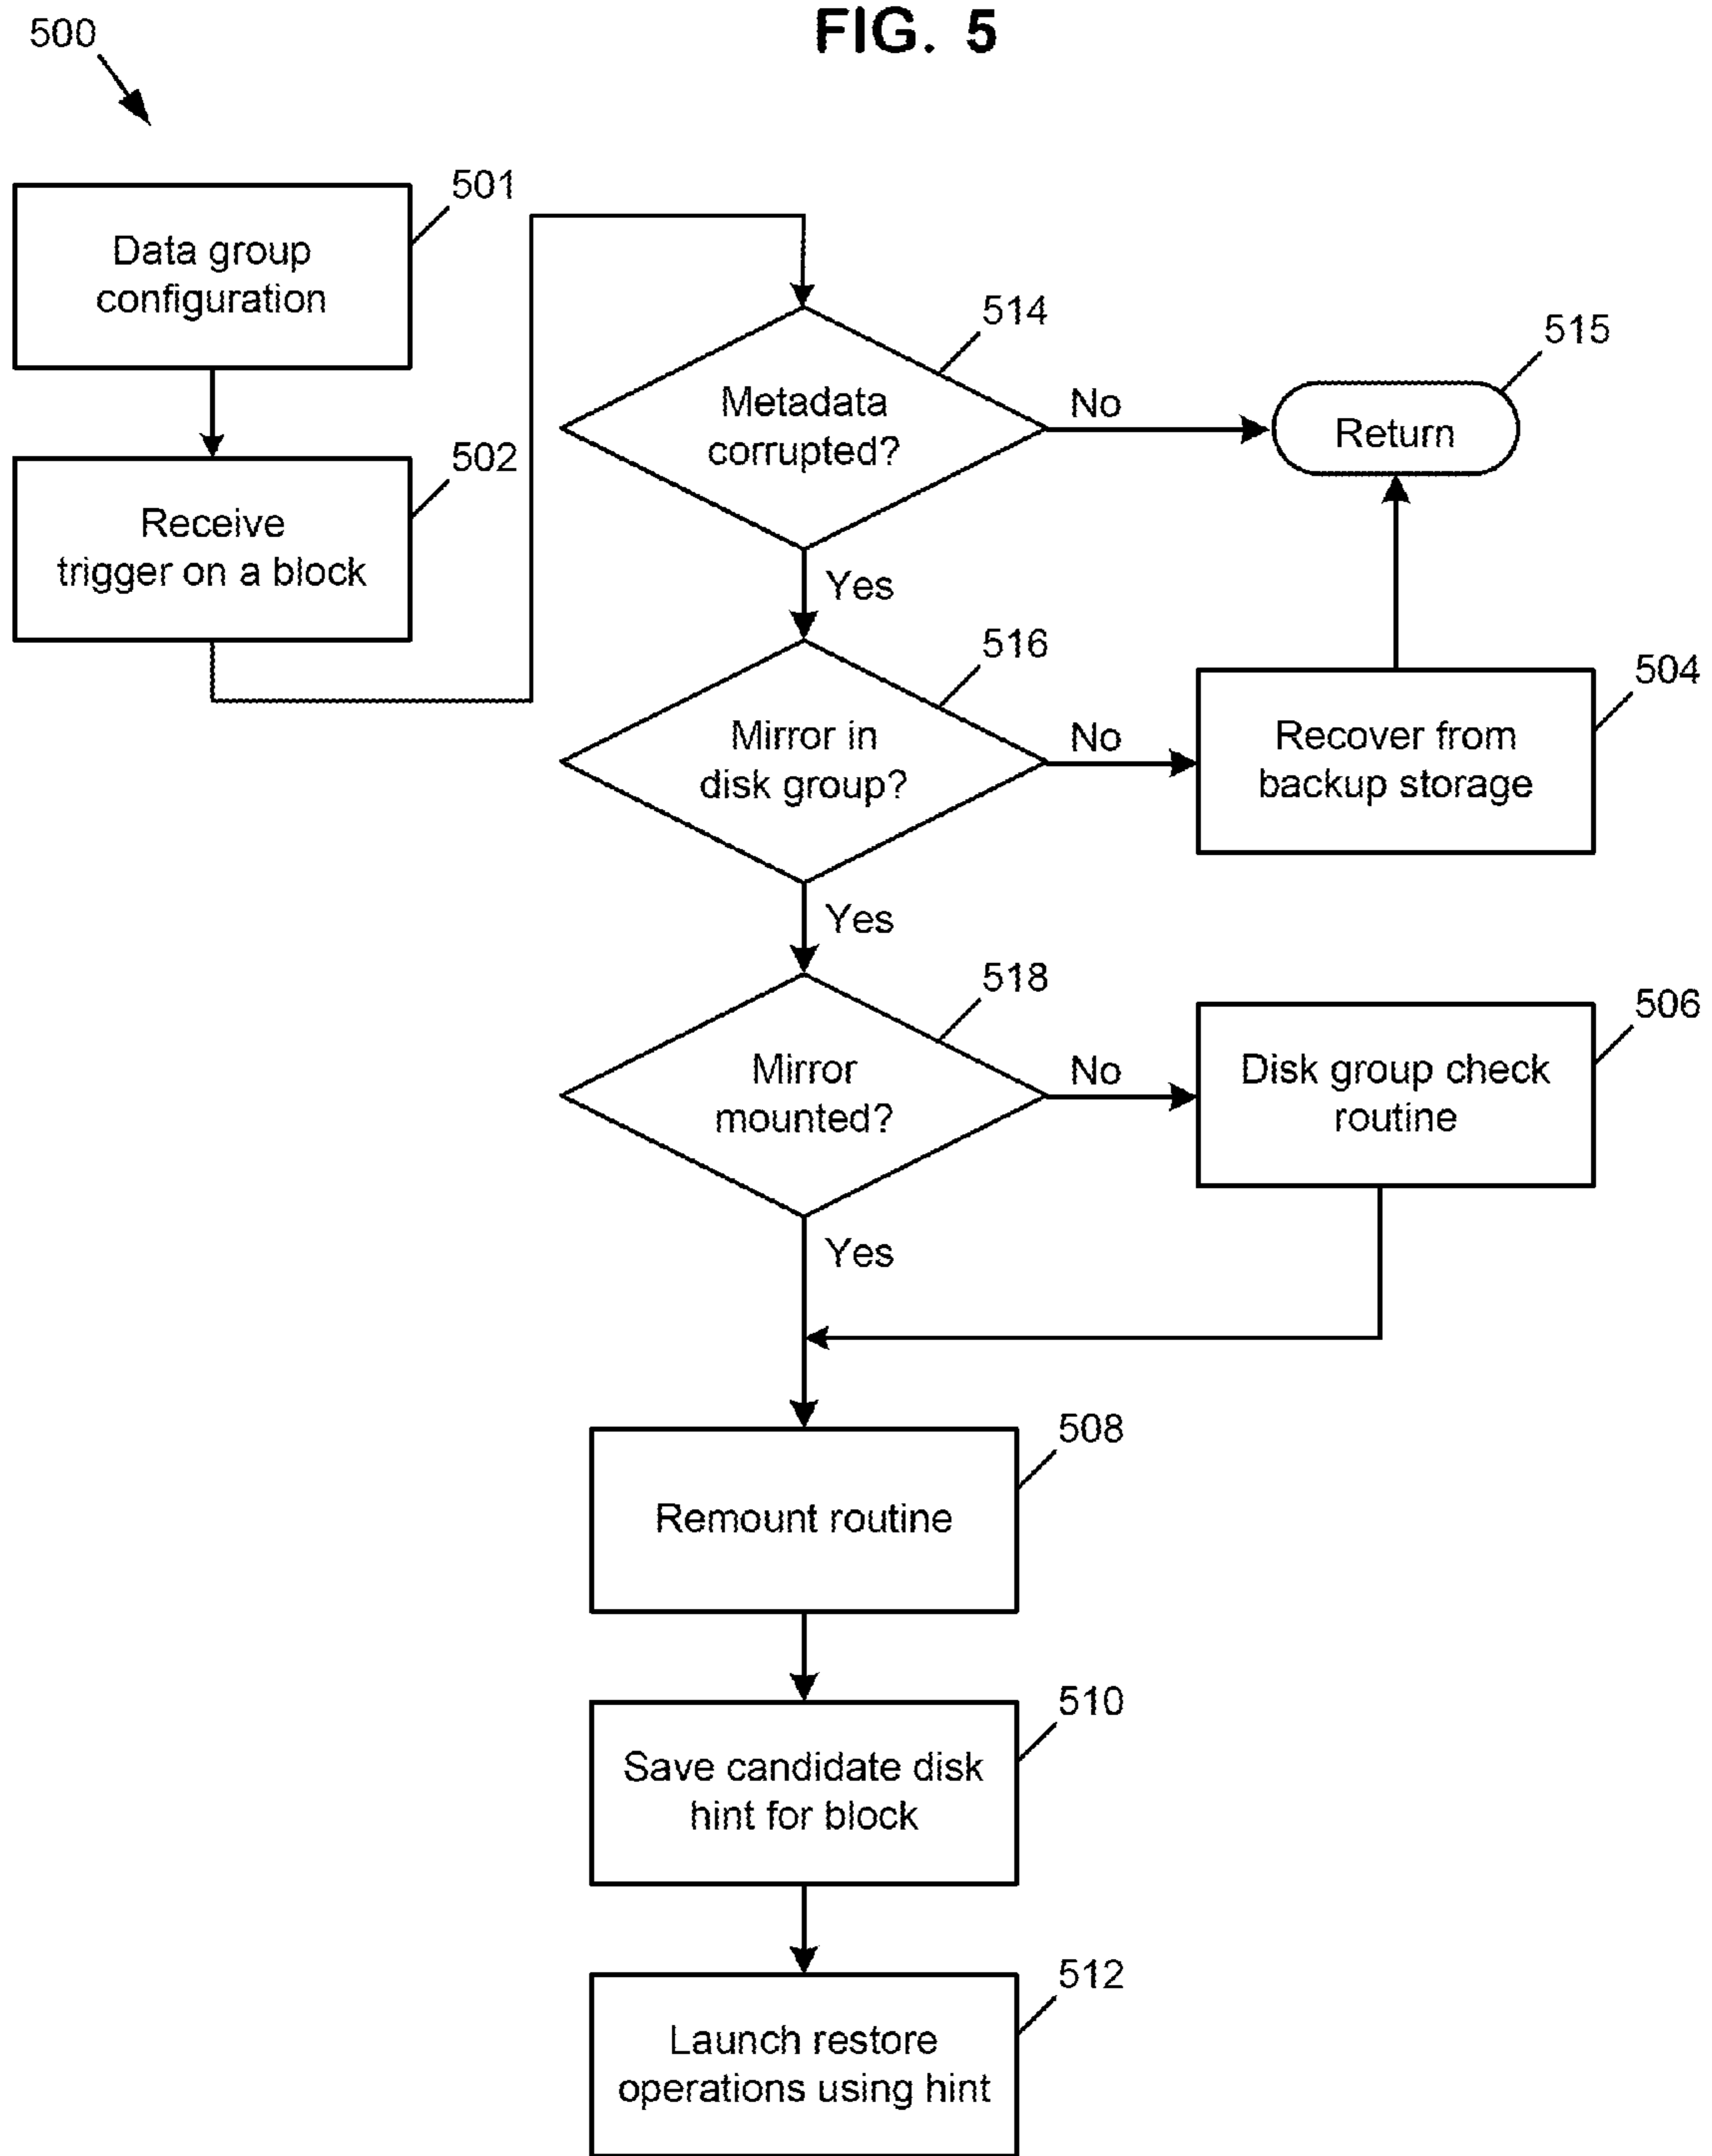 FIG. 5
500
501
Data group
configuration
502
Receive
trigger on a block
514
Metadata
corrupted?
No
515
Return
Yes
516
Mirror in
disk group?
No
504
Recover from
backup storage
Yes
518
Mirror
mounted?
No
506
Disk group check
routine
Yes
508
Remount routine
510
Save candidate disk
hint for block
512
Launch restore
operations using hint